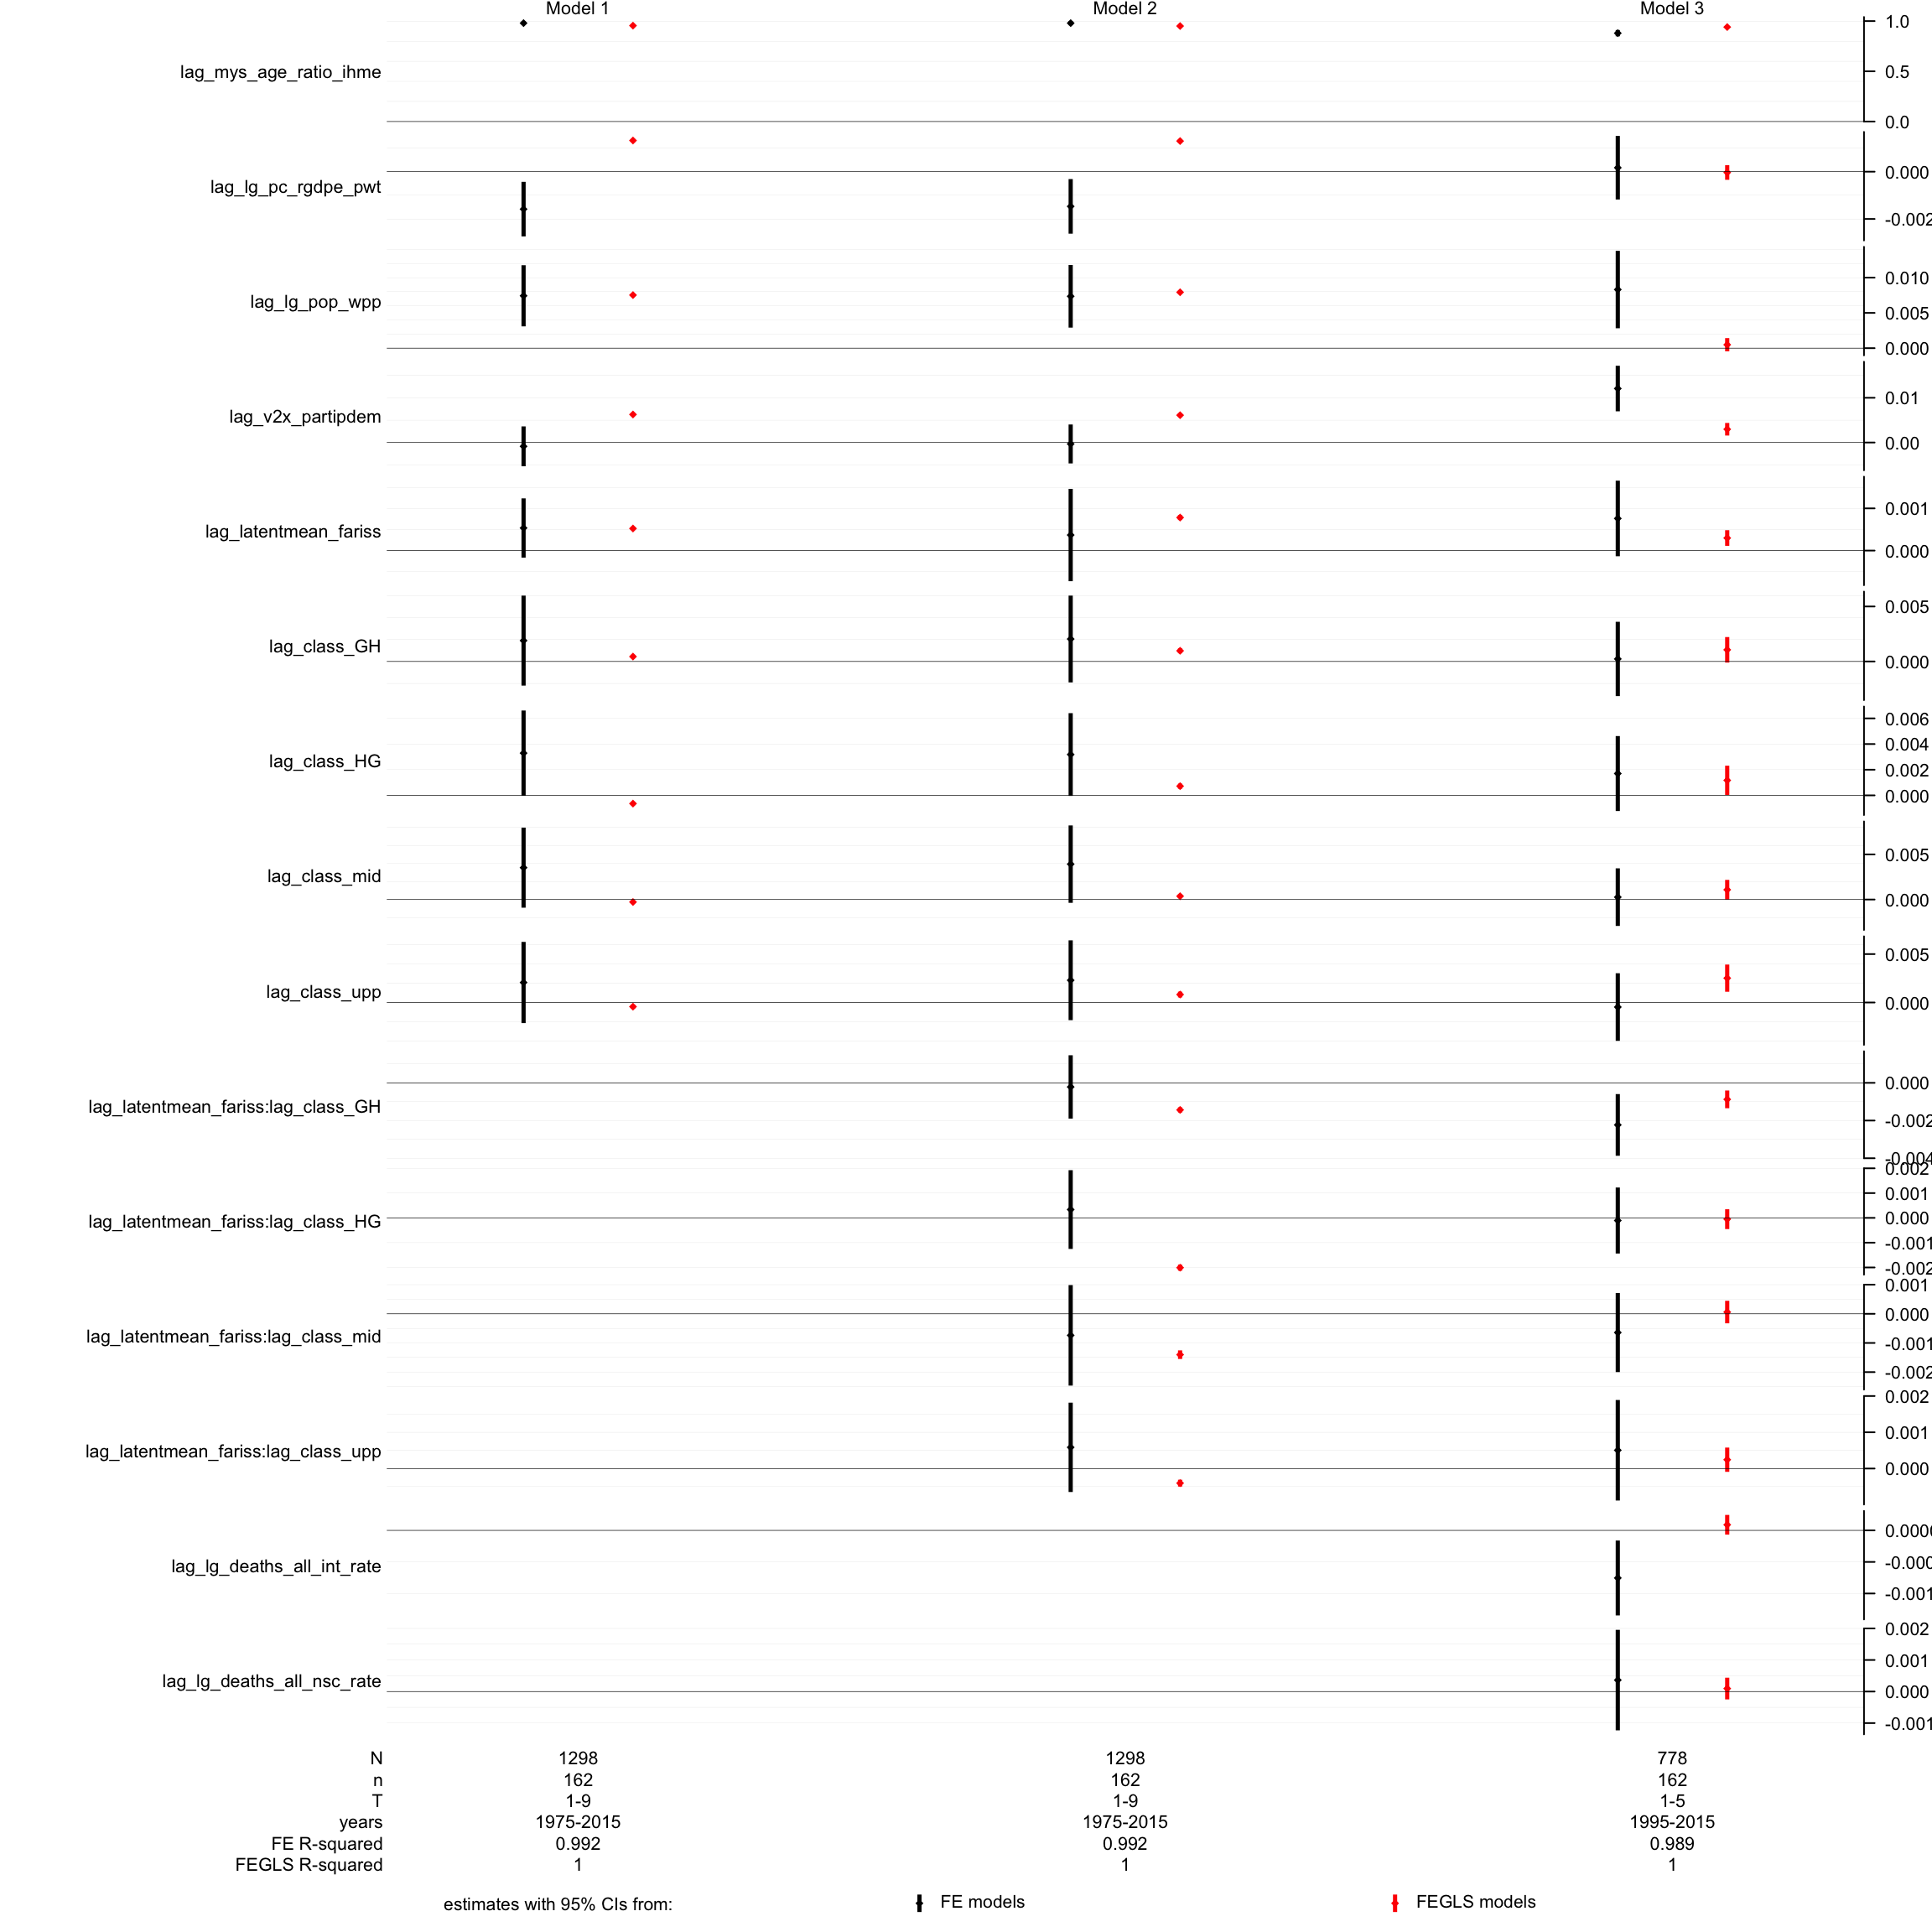 Model 1 Model 2 Model 3
1.0
lag_mys_age_ratio_ihme 0.5
0.0
0.000
lag_lg_pc_rgdpe_pwt
-0.002
0.010
lag_lg_pop_wpp
0.005
0.000
0.01
lag_v2x_partipdem
0.00
0.001
lag_latentmean_fariss
0.000
0.005
lag_class_GH
0.000
0.006
0.004
lag_class_HG
0.002
0.000
0.005
lag_class_mid
0.000
0.005
lag_class_upp
0.000
0.000
lag_latentmean_fariss:lag_class_GH
-0.002
-0.004
0.002
0.001
lag_latentmean_fariss:lag_class_HG 0.000
-0.001
-0.002
0.001
0.000
lag_latentmean_fariss:lag_class_mid
-0.001
-0.002
0.002
0.001
lag_latentmean_fariss:lag_class_upp
0.000
0.000
-0.000
lag_lg_deaths_all_int_rate
-0.001
0.002
0.001
lag_lg_deaths_all_nsc_rate
0.000
-0.001
N 1298 1298 778
n 162 162 162
T 1-9 1-9 1-5
years 1975-2015 1975-2015 1995-2015
FE R-squared 0.992 0.992 0.989
FEGLS R-squared 1 1 1
estimates with 95% CIs from: FE models FEGLS models